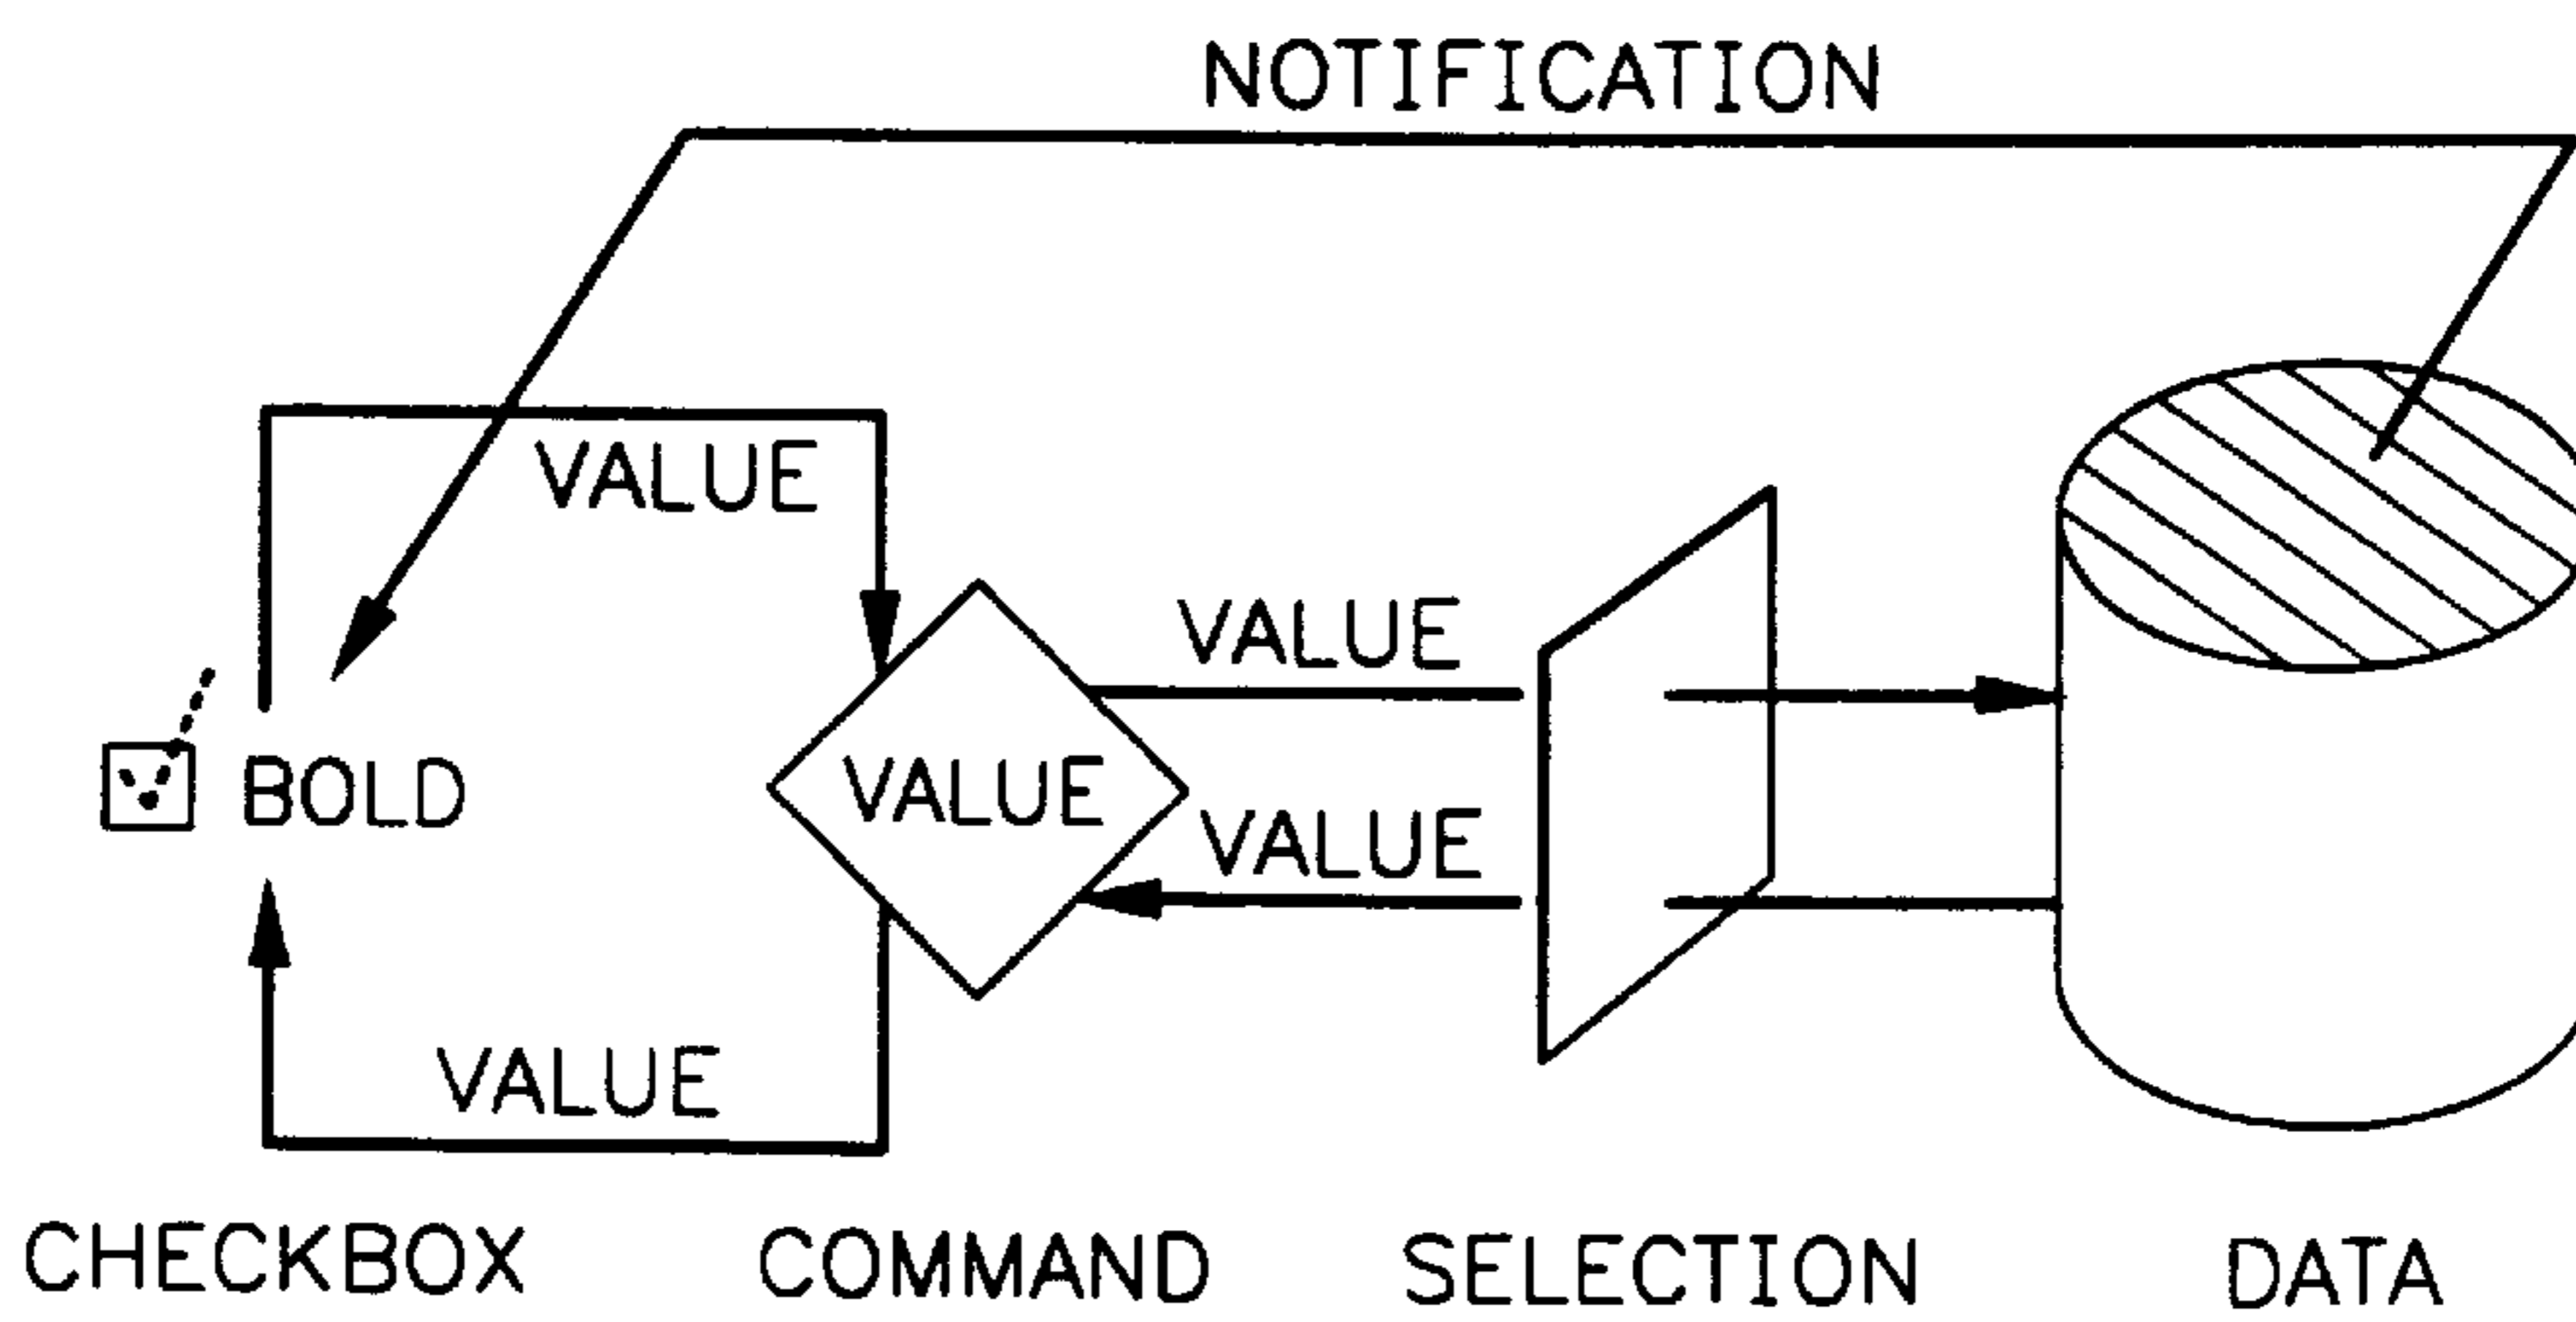 NOTIFICATION
VALUE
VALUE
BOLD
VALUE
VALUE
VALUE
CHECKBOX
COMMAND
SELECTION
DATA